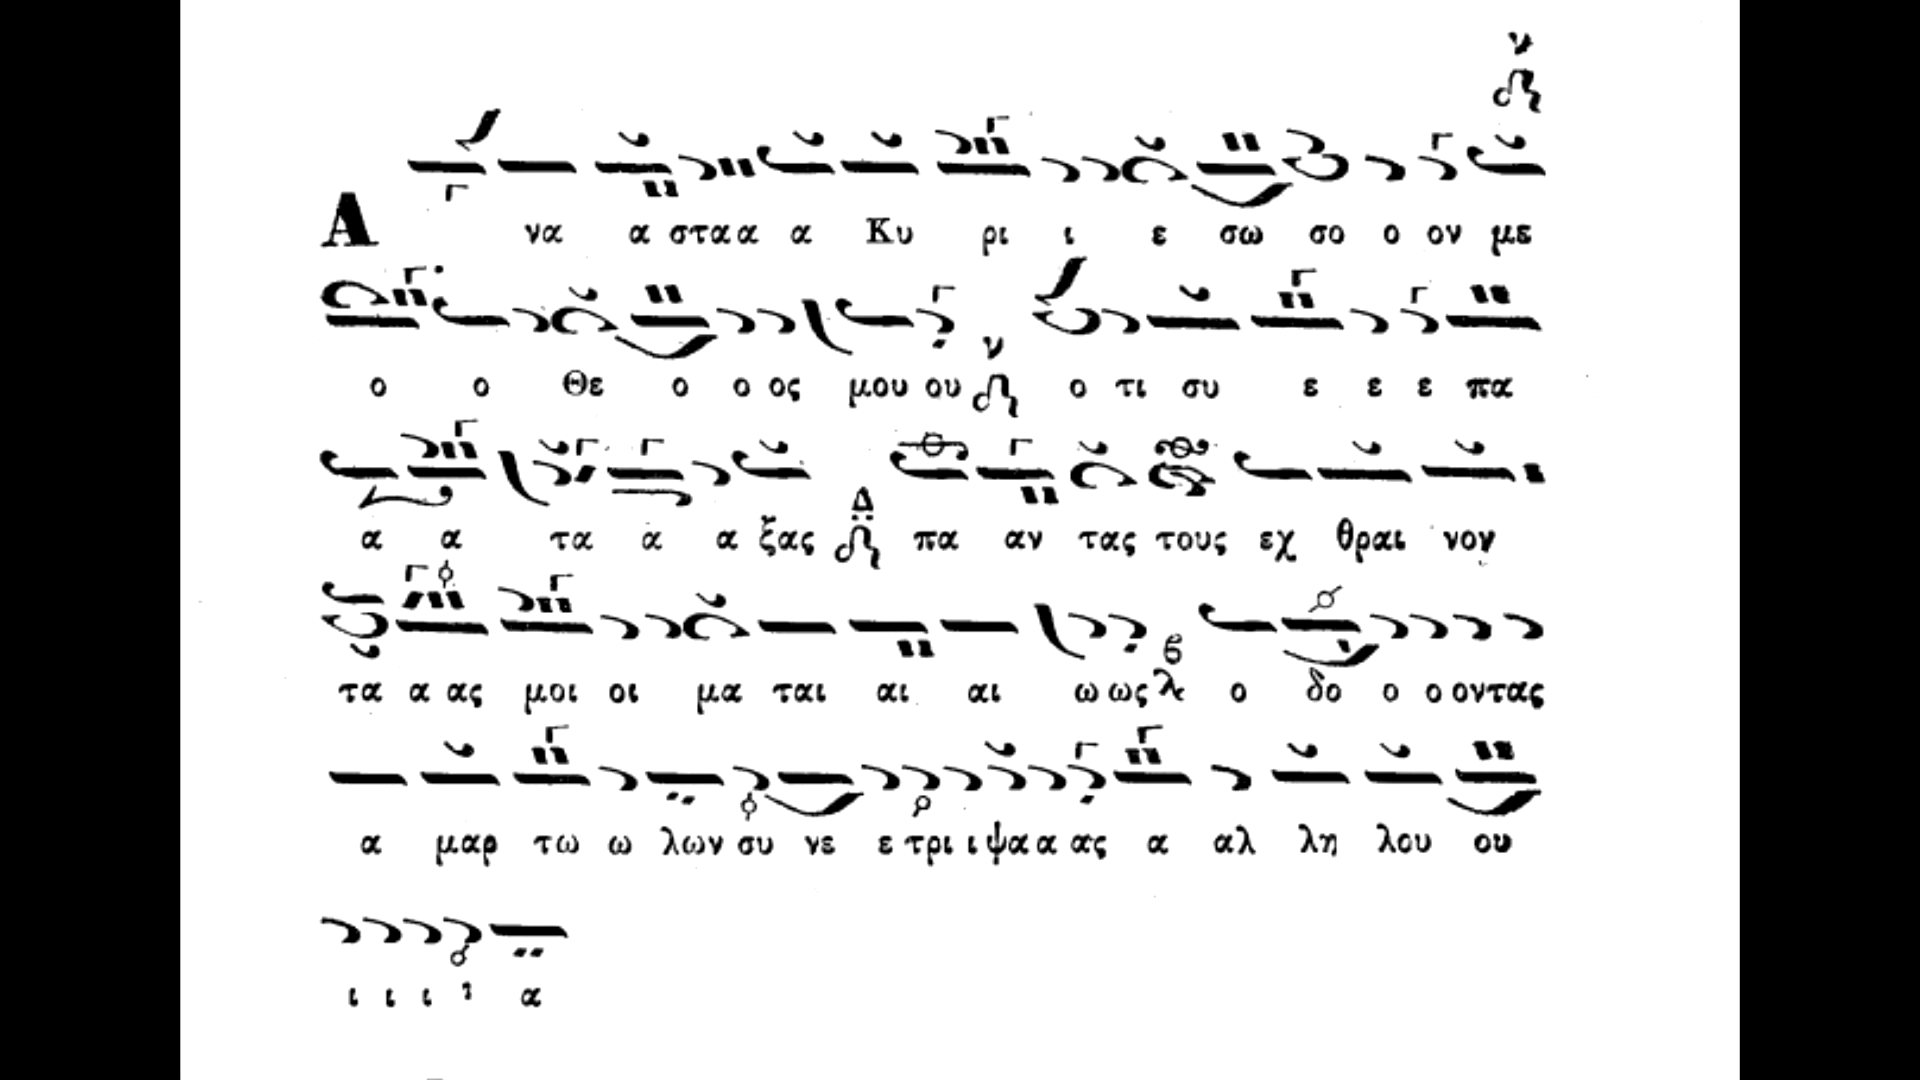 ν
Α να α σταα α Κυ ρι ι ε σω σο ο ον με
ο ο Θε ο ο ος μου ου ν ο τι συ ε ε ε πα
α α τα α α ξας Δ πα αν τας τους εχ θραι νον
τα α ας μοι οι μα ται αι αι ω ως ο δο ο ο οντας
α μαρ τω ω λων συ νε ε τρι ι ψα α ας α αλ λη λου ου
ι ι ι ι α